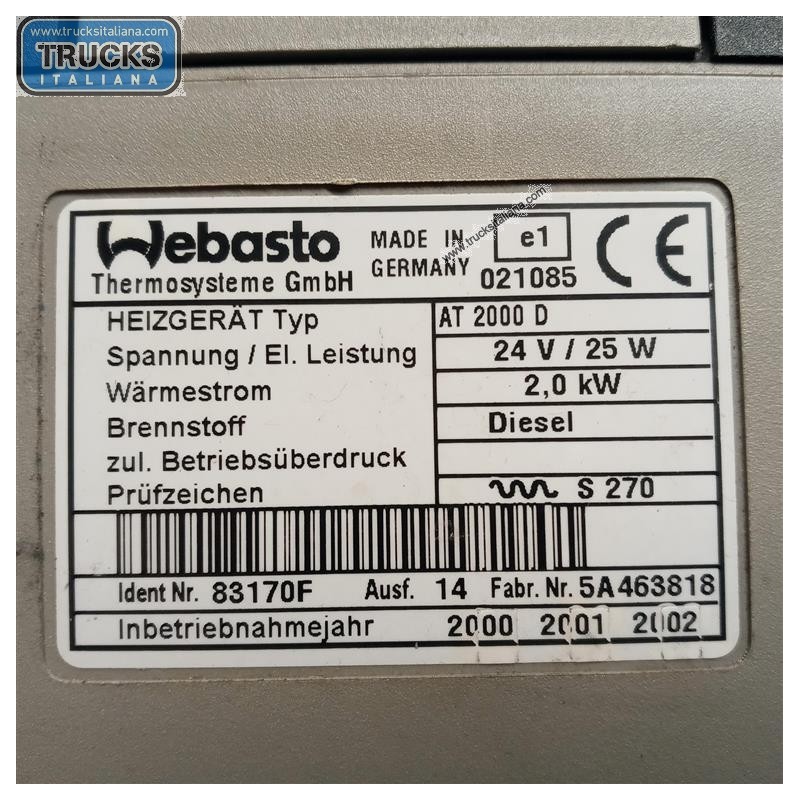 www.trucksitaliana.com
TRUCKS
ITALIANA
Webasto
Thermosysteme GmbH
MADE IN
GERMANY
e1
021085
CE
www.trucksitaliana.com
HEIZGERÄT Typ AT 2000 D
Spannung / El. Leistung 24 V / 25 W
Wärmestrom 2,0 kW
Brennstoff Diesel
zul. Betriebsüberdruck
Prüfzeichen S 270
Ident Nr. 83170F Ausf. 14 Fabr. Nr. 5A463818
Inbetriebnahmejahr 2000 2001 2002